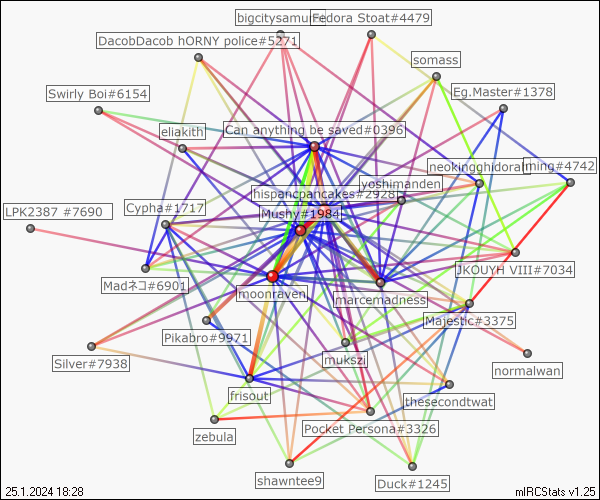 bigcitysamurai
Fedora Stoat#4479
DacobDacob hORNY police#5271
somass
Swirly Boi#6154
Eg.Master#1378
eliakith
Can anything be saved#0396
neokingghidorah
ming#4742
yoshimanden
hispancpancakes#2928
LPK2387 #7690
Cypha#1717
Mushy#1984
JKOUYH VIII#7034
Madネコ#6901
moonraven
marcemadness
Majestic#3375
Pikabro#9971
mukszi
Silver#7938
normalwan
frisout
thesecondtwat
zebula
Pocket Persona#3326
shawntee9
Duck#1245
25.1.2024 18:28
mIRCStats v1.25